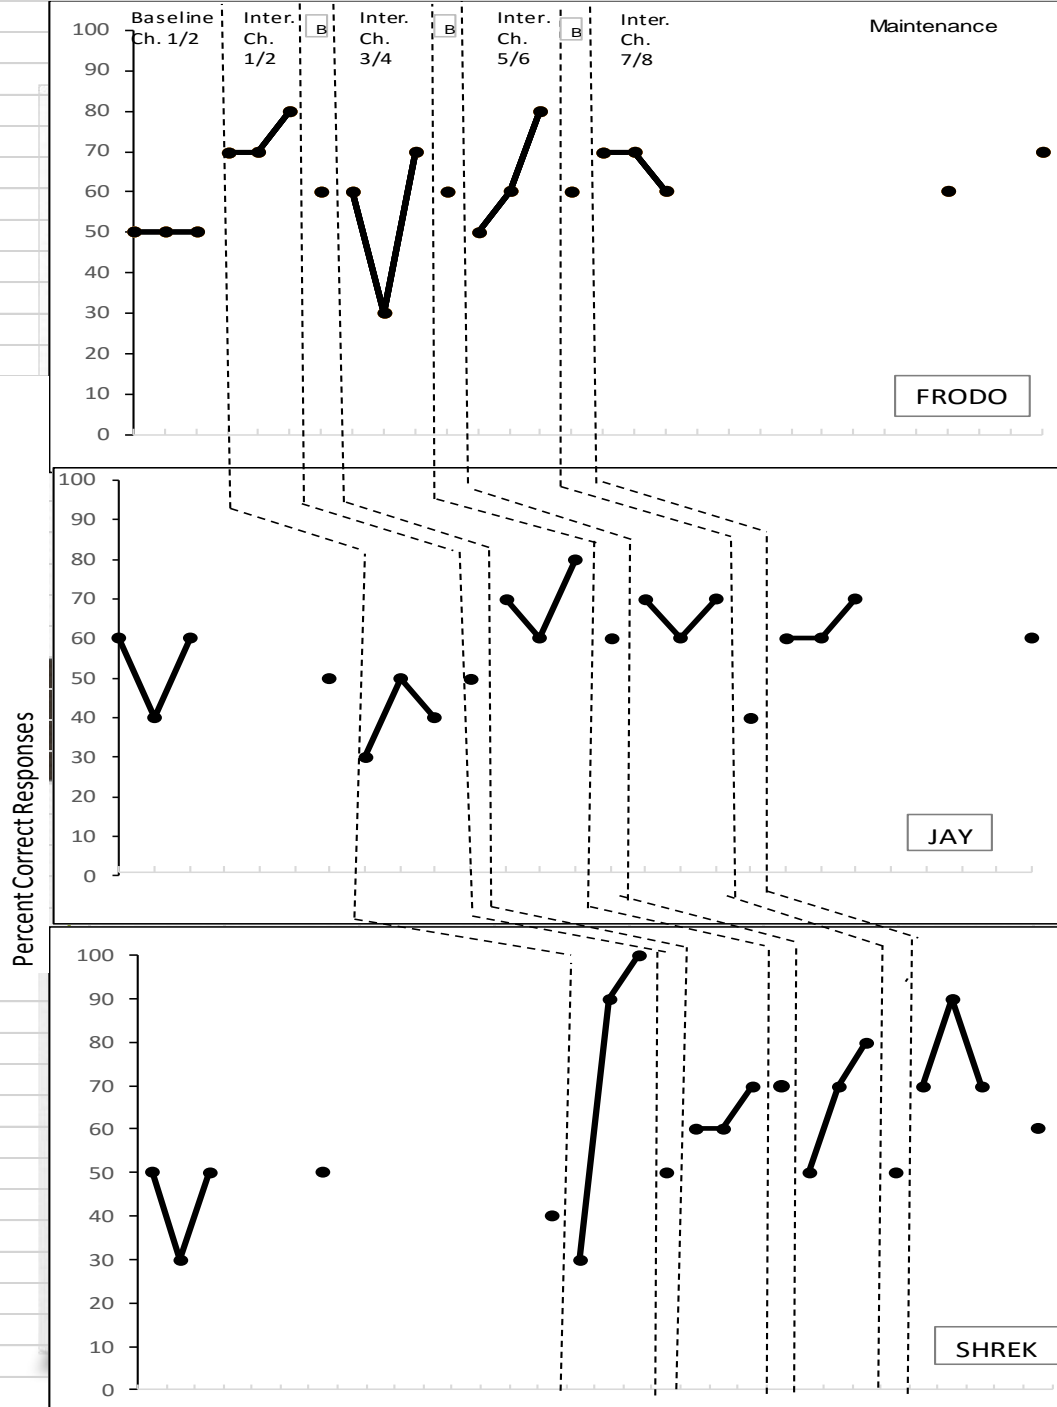 Baseline
Ch. 1/2
Inter.
Ch.
1/2
B
Inter.
Ch.
3/4
B
Inter.
Ch.
5/6
B
Inter.
Ch.
7/8
Maintenance
100
90
80
70
60
50
40
30
20
10
0
FRODO
100
90
80
70
60
50
40
30
20
10
0
JAY
Percent Correct Responses
100
90
80
70
60
50
40
30
20
10
0
SHREK